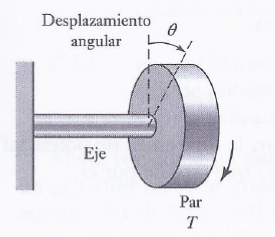 Desplazamiento
angular
θ
Eje
Par
T